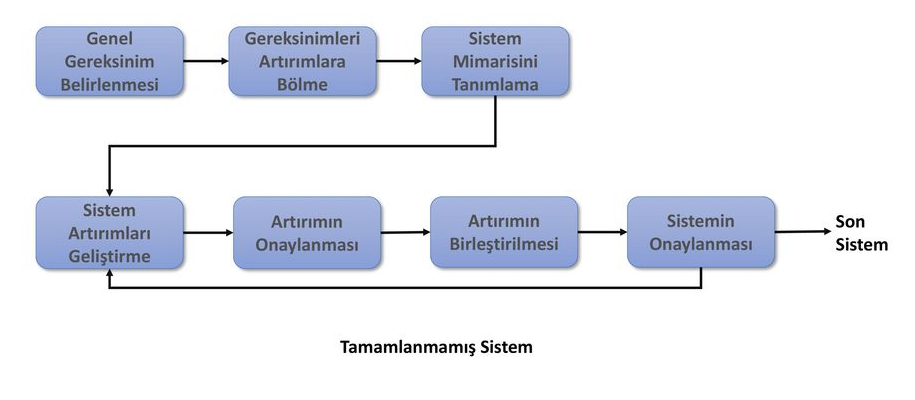 Genel
Gereksinim
Belirlenmesi
Gereksinimleri
Artırımlara
Bölme
Sistem
Mimarisini
Tanımlama
Sistem
Artırımları
Geliştirme
Artırımın
Onaylanması
Artırımın
Birleştirilmesi
Sistemin
Onaylanması
Son
Sistem
Tamamlanmamış Sistem